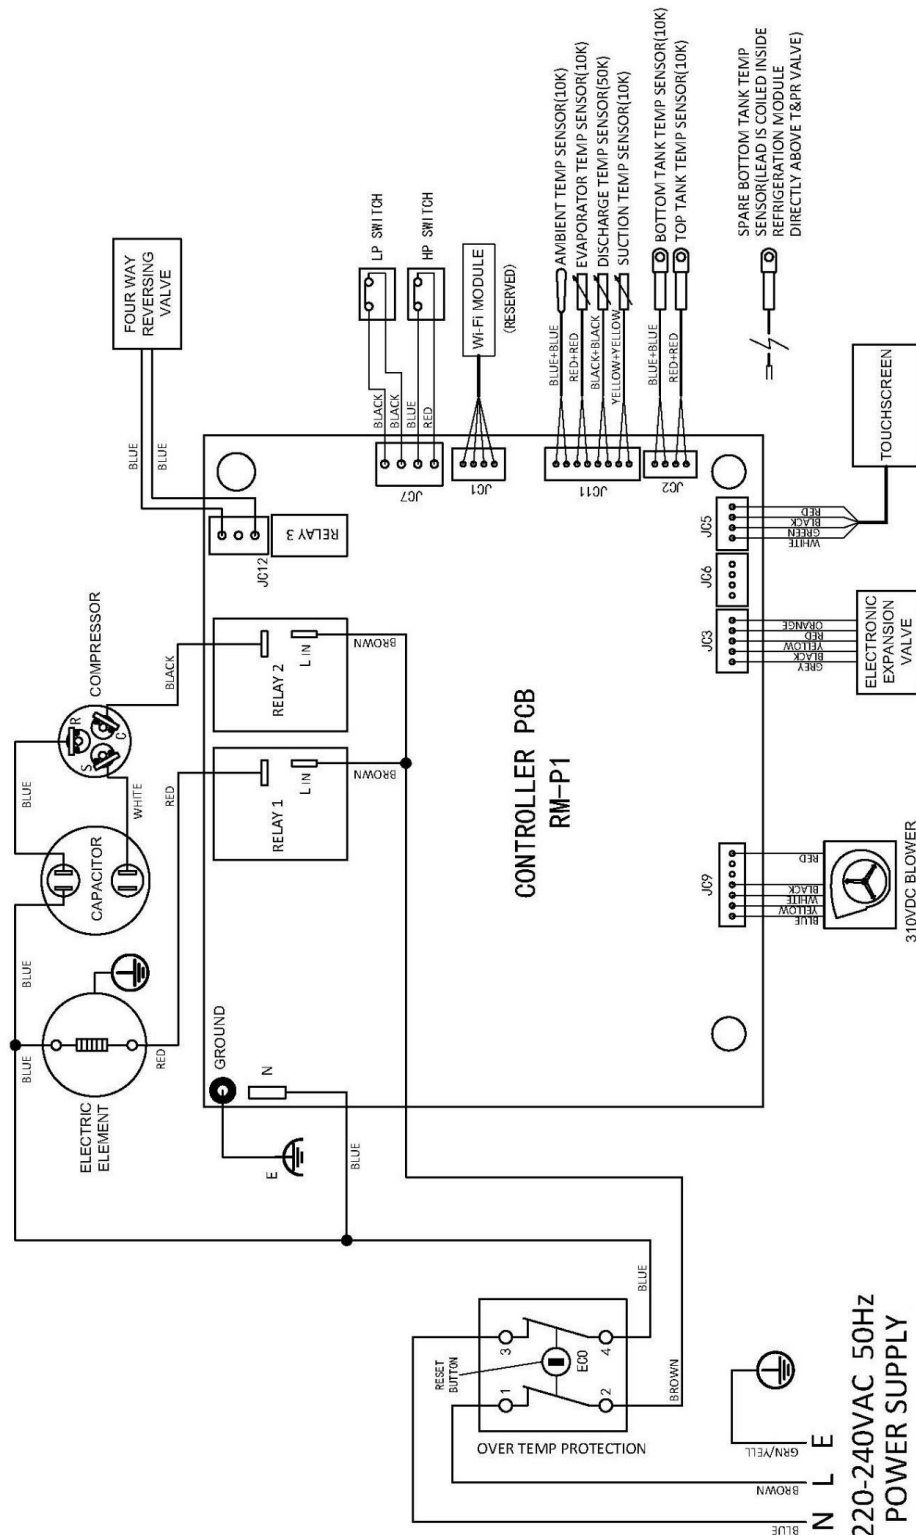 FOUR WAY
REVERSING
VALVE
BLUE
BLUE
LP SWITCH
HP SWITCH
BLACK
BLACK
BLUE
RED
JC7
Wi-Fi MODULE
(RESERVED)
JC1
AMBIENT TEMP SENSOR(10K)
EVAPORATOR TEMP SENSOR(10K)
DISCHARGE TEMP SENSOR(50K)
SUCTION TEMP SENSOR(10K)
BLUE+BLUE
RED+RED
BLACK+BLACK
YELLOW+YELLOW
JC11
BOTTOM TANK TEMP SENSOR(10K)
TOP TANK TEMP SENSOR(10K)
BLUE+BLUE
RED+RED
JC2
SPARE BOTTOM TANK TEMP
SENSOR(LEAD IS COILED INSIDE
REFRIGERATION MODULE
DIRECTLY ABOVE T&PR VALVE)
COMPRESSOR
R
S
C
BLUE
WHITE
BLACK
CAPACITOR
BLUE
RED
ELECTRIC
ELEMENT
BLUE
RED
JC12
RELAY 3
RELAY 2
L IN
BROWN
RELAY 1
L IN
BROWN
GROUND
N
E
BLUE
CONTROLLER PCB
RM-P1
JC5
RED
BLACK
GREEN
WHITE
TOUCHSCREEN
JC6
JC3
ORANGE
RED
YELLOW
BLACK
GREY
ELECTRONIC
EXPANSION
VALVE
JC9
RED
BLACK
WHITE
YELLOW
BLUE
310VDC BLOWER
RESET
BUTTON
3
1
ECO
4
2
BLUE
BROWN
OVER TEMP PROTECTION
BLUE
BROWN
GRN/YELL
N L E
220-240VAC 50Hz
POWER SUPPLY